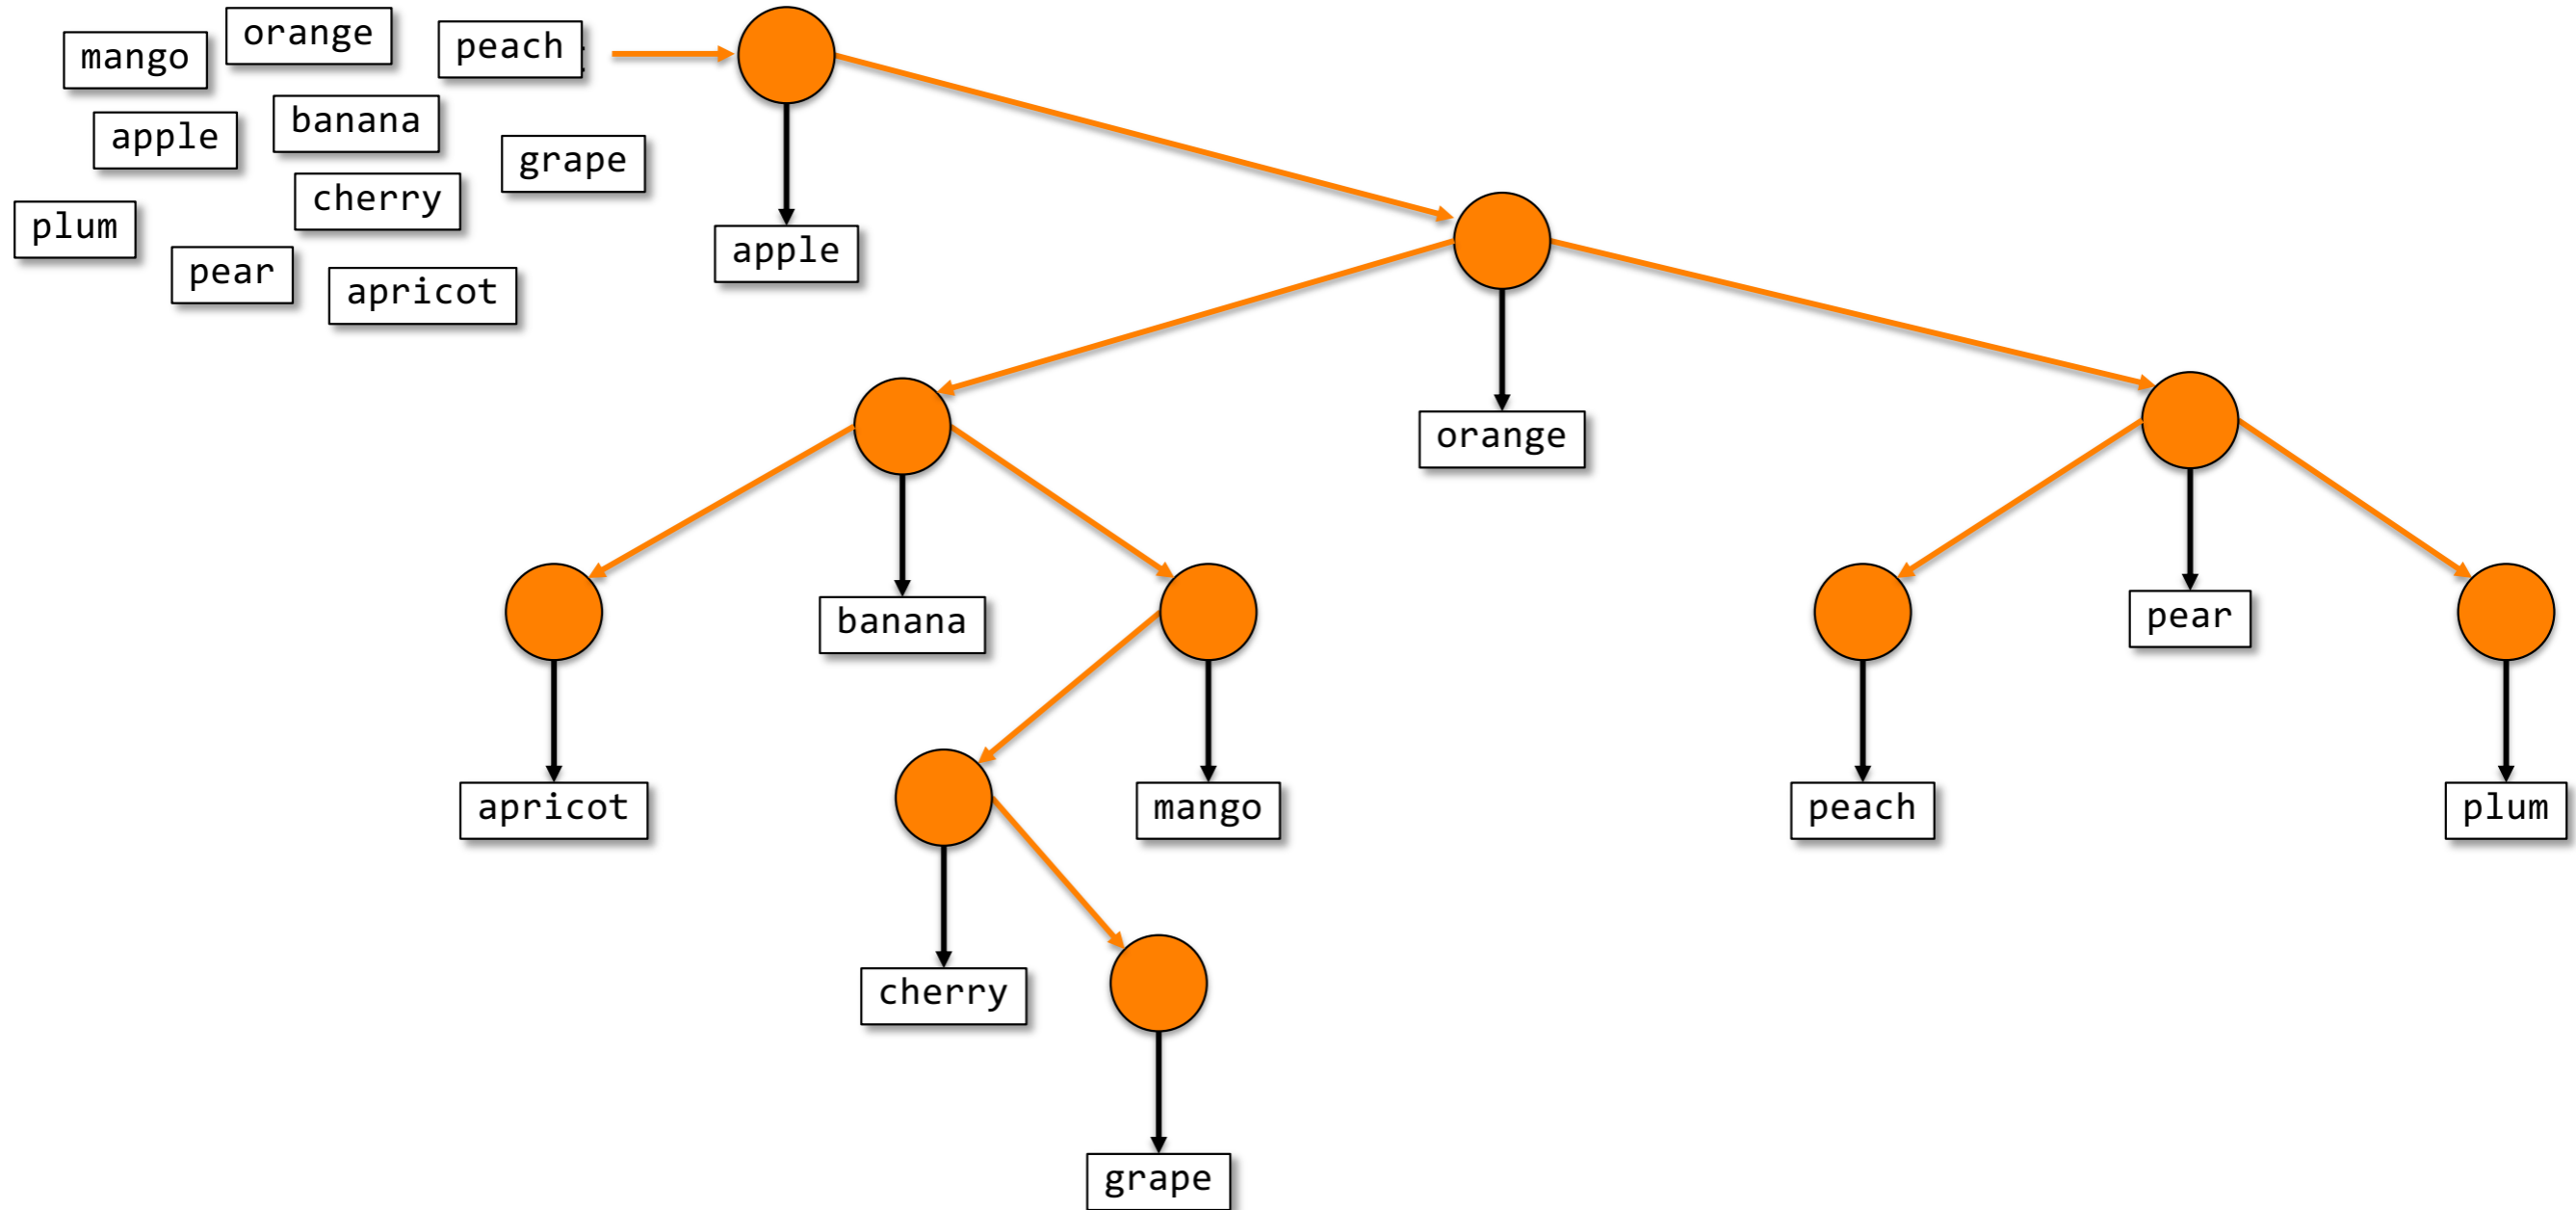 mango
orange
peach
apple
banana
grape
plum
cherry
pear
apricot
apple
orange
banana
pear
apricot
mango
peach
plum
cherry
grape